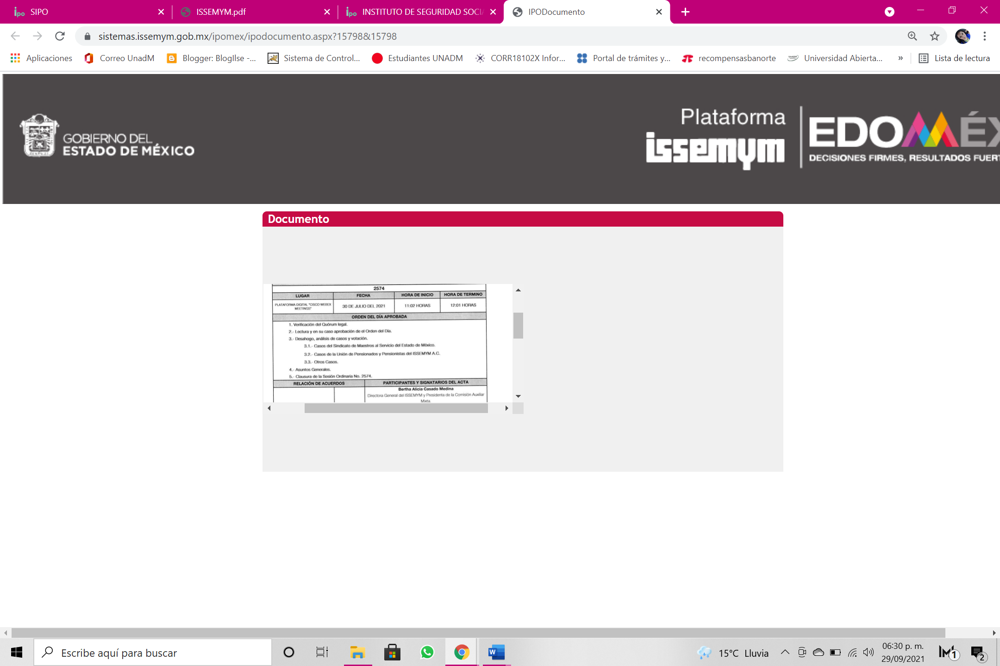 SIPO
ISSEMYM.pdf
INSTITUTO DE SEGURIDAD SOCIA
IPODocumento
sistemas.issemym.gob.mx/ipomex/ipodocumento.aspx?15798&15798
Aplicaciones
Correo UnadM
Blogger: BlogIlse -...
Sistema de Control...
Estudiantes UNADM
CORR18102X Infor...
Portal de trámites y...
recompensasbanorte
Universidad Abierta...
»
Lista de lectura
GOBIERNO DEL
ESTADO DE MÉXICO
Plataforma
issemym
EDOMÉX
DECISIONES FIRMES, RESULTADOS FUERT
Documento
2574
LUGAR FECHA HORA DE INICIO HORA DE TERMINO
PLATAFORMA DIGITAL "CISCO WEBEX
MEETINGS"
30 DE JULIO DEL 2021
11:02 HORAS
12:01 HORAS
ORDEN DEL DÍA APROBADA
1. Verificación del Quórum legal.
2.- Lectura y en su caso aprobación de el Orden del Día.
3.- Desahogo, análisis de casos y votación.
3.1.- Casos del Sindicato de Maestros al Servicio del Estado de México.
3.2.- Casos de la Unión de Pensionados y Pensionistas del ISSEMYM A.C.
3.3.- Otros Casos.
4.- Asuntos Generales.
5.- Clausura de la Sesión Ordinaria No. 2574.
RELACIÓN DE ACUERDOS PARTICIPANTES Y SIGNATARIOS DEL ACTA
Bertha Alicia Casado Medina
Directora General del ISSEMYM y Presidenta de la Comisión Auxiliar
Mixta.
Escribe aquí para buscar
15°C Lluvia
06:30 p. m.
29/09/2021
1
2